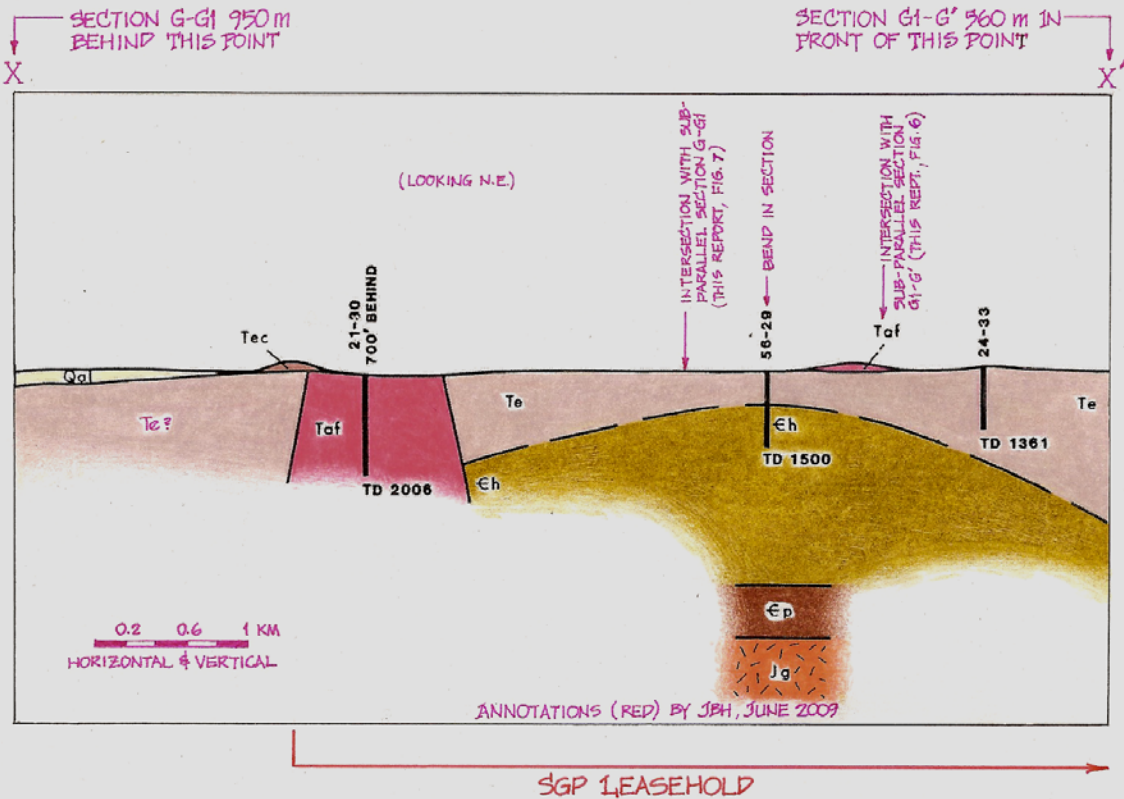 SECTION G-G1 950 m
BEHIND THIS POINT
X
SECTION G1-G' 560 m IN
FRONT OF THIS POINT
X'
(LOOKING N.E.)
INTERSECTION WITH SUB-
PARALLEL SECTION G-G1
(THIS REPORT, FIG. 7)
BEND IN SECTION
INTERSECTION WITH
SUB-PARALLEL SECTION
G1-G' (THIS REPT., FIG. 6)
21-30
700' BEHIND
56-29
24-33
Tec
Taf
Qal
Te?
Taf
Te
Te
Єh
TD 1361
TD 1500
TD 2006
Єh
Єp
Jg
0.2 0.6 1 KM
HORIZONTAL & VERTICAL
ANNOTATIONS (RED) BY JBH, JUNE 2009
SGP LEASEHOLD